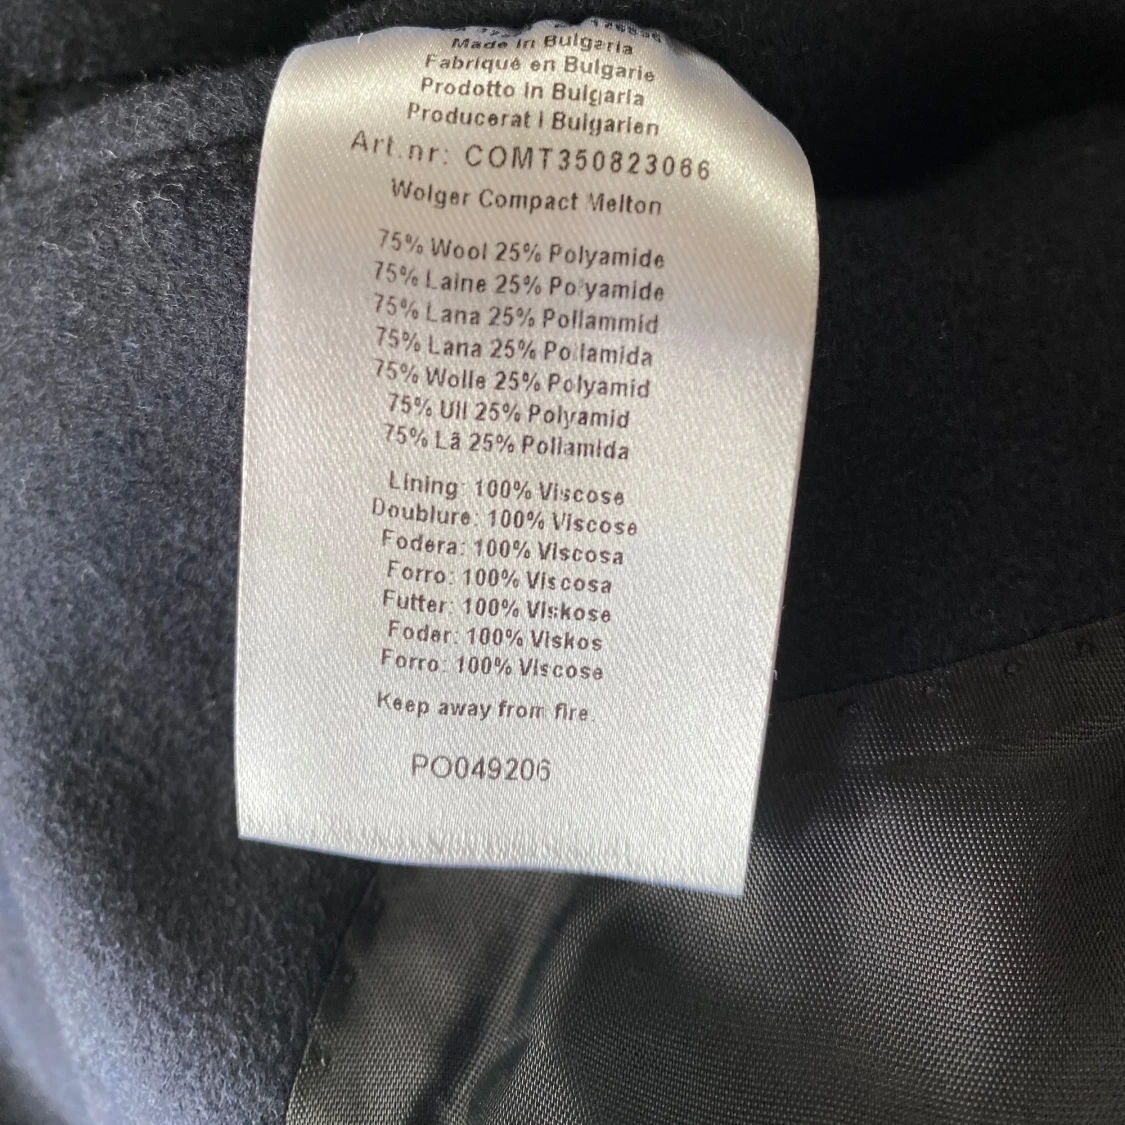 Made in Bulgaria
Fabriqué en Bulgarie
Prodotto in Bulgaria
Producerat i Bulgarien
Art.nr: COMT350823066
Wolger Compact Melton
75% Wool 25% Polyamide
75% Laine 25% Polyamide
75% Lana 25% Poliammid
75% Lana 25% Poliamida
75% Wolle 25% Polyamid
75% Ull 25% Polyamid
75% Lã 25% Poliamida
Lining: 100% Viscose
Doublure: 100% Viscose
Fodera: 100% Viscosa
Forro: 100% Viscosa
Futter: 100% Viskose
Foder: 100% Viskos
Forro: 100% Viscose
Keep away from fire.
PO049206